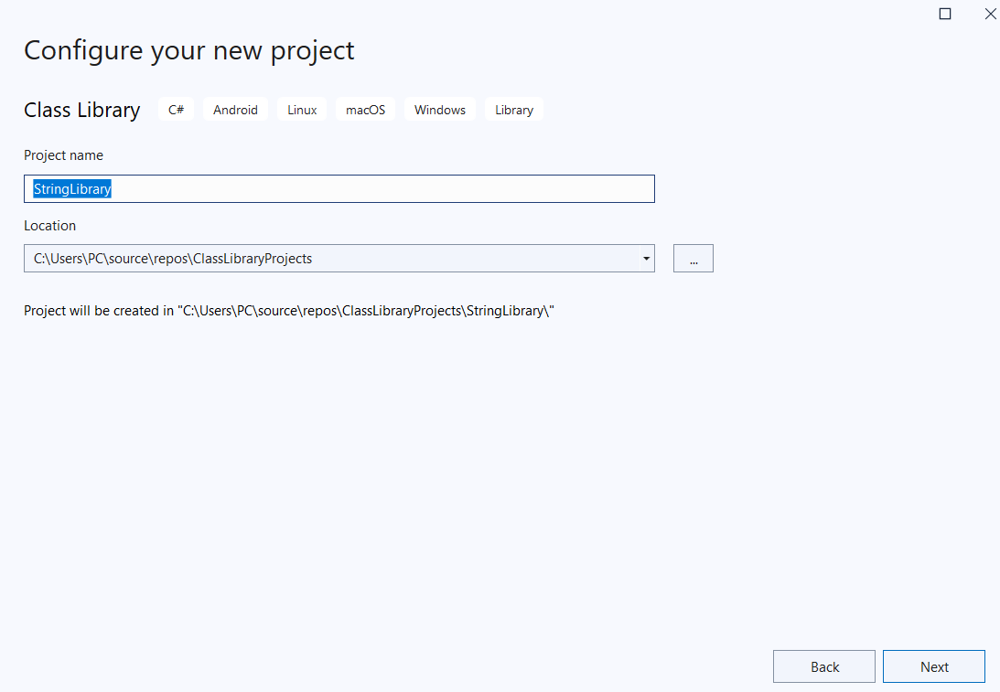 Configure your new project
Class Library C# Android Linux macOS Windows Library
Project name
StringLibrary
Location
C:\Users\PC\source\repos\ClassLibraryProjects ...
Project will be created in "C:\Users\PC\source\repos\ClassLibraryProjects\StringLibrary\"
Back Next